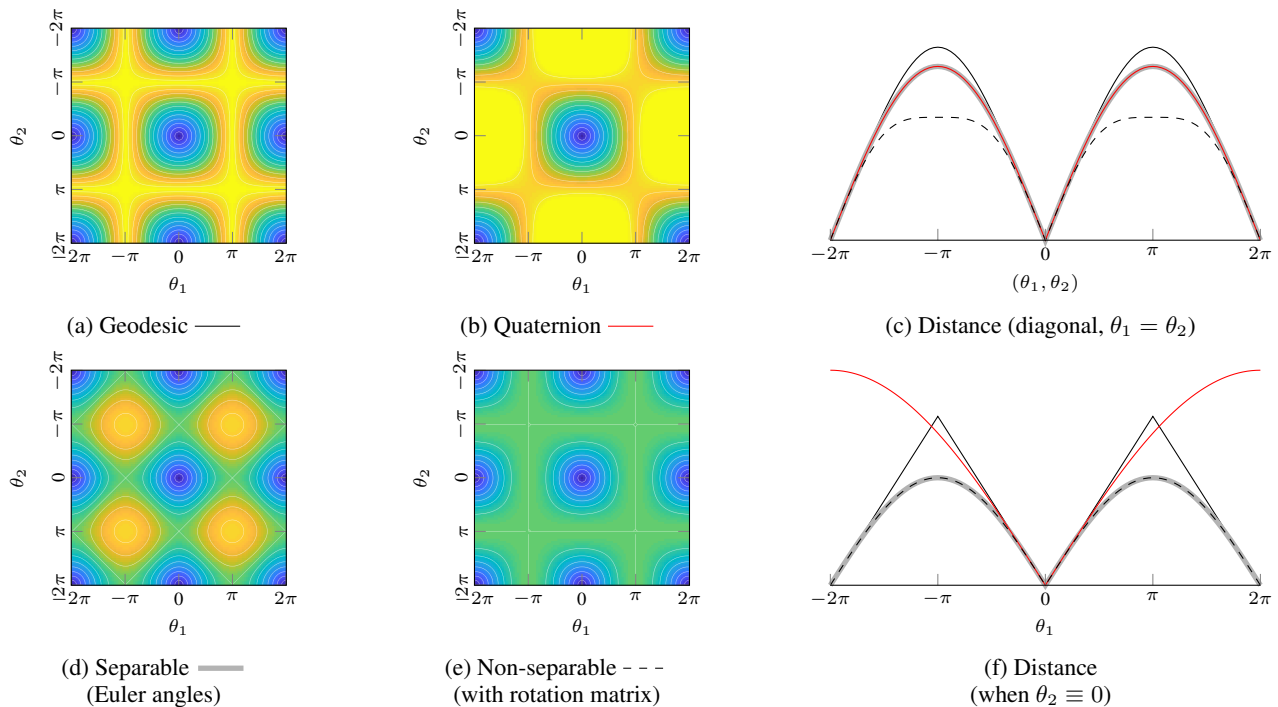 −2π
−π
0
π
2π
θ2
−2π
−π
0
π
2π
θ1
(a) Geodesic
−2π
−π
0
π
2π
θ2
−2π
−π
0
π
2π
θ1
(b) Quaternion
−2π
−π
0
π
2π
(θ1, θ2)
(c) Distance (diagonal, θ1 = θ2)
−2π
−π
0
π
2π
θ2
−2π
−π
0
π
2π
θ1
(d) Separable
(Euler angles)
−2π
−π
0
π
2π
θ2
−2π
−π
0
π
2π
θ1
(e) Non-separable
(with rotation matrix)
−2π
−π
0
π
2π
θ1
(f) Distance
(when θ2 ≡ 0)